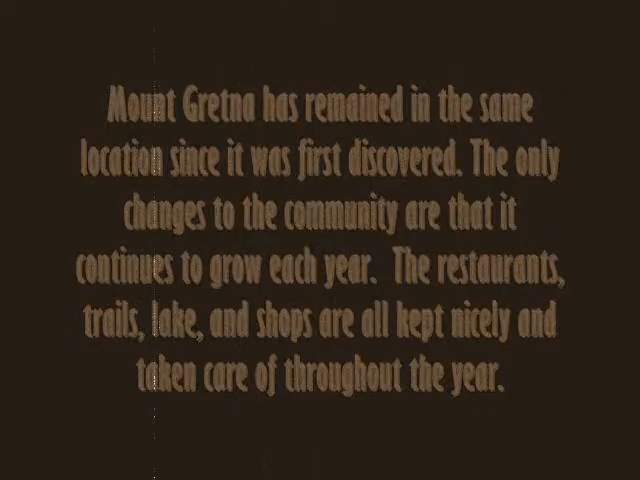 Mount Gretna has remained in the same
location since it was first discovered. The only
changes to the community are that it
continues to grow each year. The restaurants,
trails, lake, and shops are all kept nicely and
taken care of throughout the year.